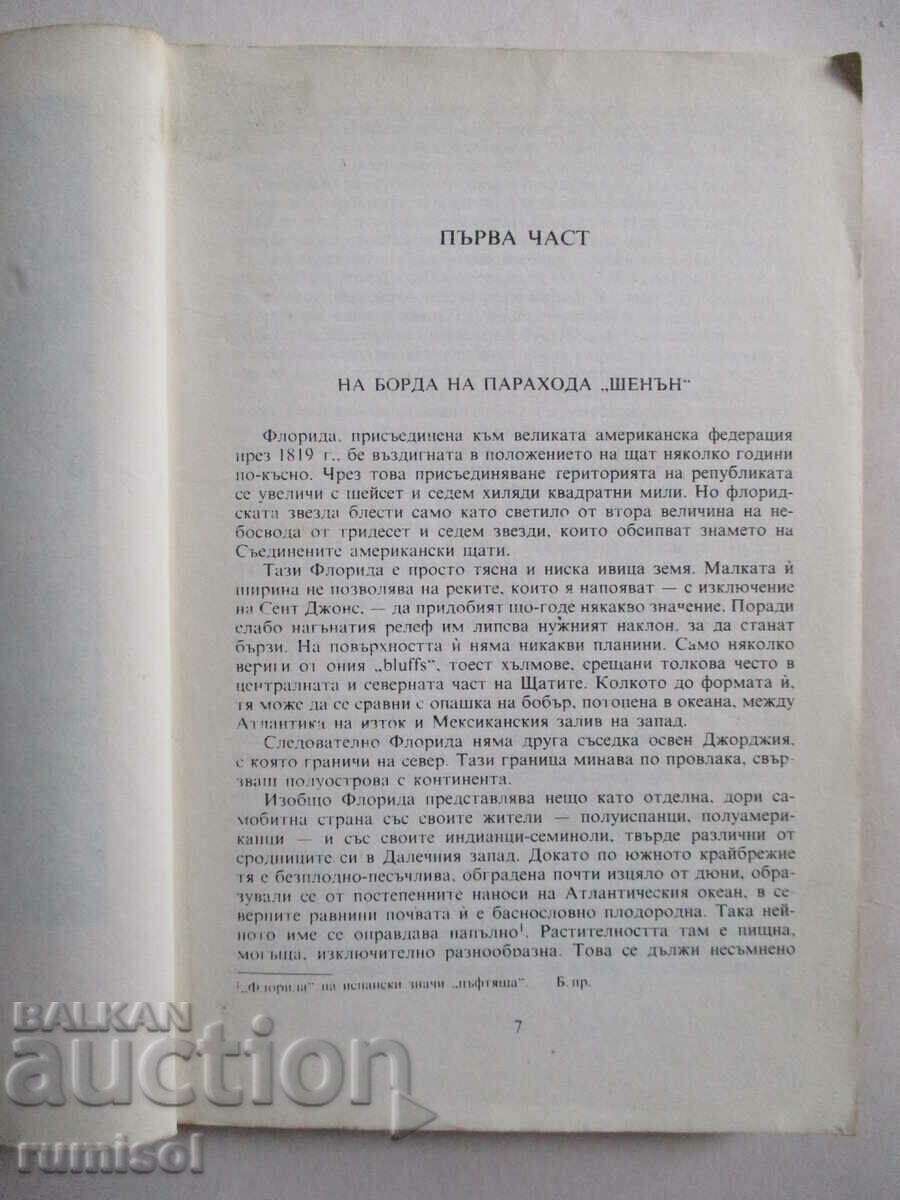 ПЪРВА ЧАСТ
НА БОРДА НА ПАРАХОДА „ШЕНЪН“
Флорида, присъединена към великата американска федерация
през 1819 г., бе въздигната в положението на щат няколко години
по-късно. Чрез това присъединяване територията на републиката
се увеличи с шейсет и седем хиляди квадратни мили. Но флорид-
ската звезда блести само като светило от втора величина на не-
босвода от тридесет и седем звезди, които обсипват знамето на
Съединените американски щати.
Тази Флорида е просто тясна и ниска ивица земя. Малката ѝ
ширина не позволява на реките, които я напояват — с изключение
на Сент Джонс, — да придобият що-годе някакво значение. Поради
слабо нагънатия релеф им липсва нужният наклон, за да станат
бързи. На повърхността ѝ няма никакви планини. Само няколко
вериги от ония „bluffs“, тоест хълмове, срещани толкова често в
централната и северната част на Щатите. Колкото до формата ѝ,
тя може да се сравни с опашка на бобър, потопена в океана, между
Атлантика на изток и Мексиканския залив на запад.
Следователно Флорида няма друга съседка освен Джорджия,
с която граничи на север. Тази граница минава по провлака, свър-
зващ полуострова с континента.
Изобщо Флорида представлява нещо като отделна, дори са-
мобитна страна със своите жители — полуиспанци, полуамери-
канци — и със своите индианци-семиноли, твърде различни от
сродниците си в Далечния запад. Докато по южното крайбрежие
тя е безплодно-песъчлива, обградена почти изцяло от дюни, обра-
зували се от постепенните наноси на Атлантическия океан, в се
верните равнини почвата ѝ е баснословно плодородна. Така ней-
ното име се оправдава напълно¹. Растителността там е пищна,
могъща, изключително разнообразна. Това се дължи несъмнено
¹ „Флорида“ на испански значи „цъфтяща“. Б. пр.
7
BALKAN
auction
rumisol